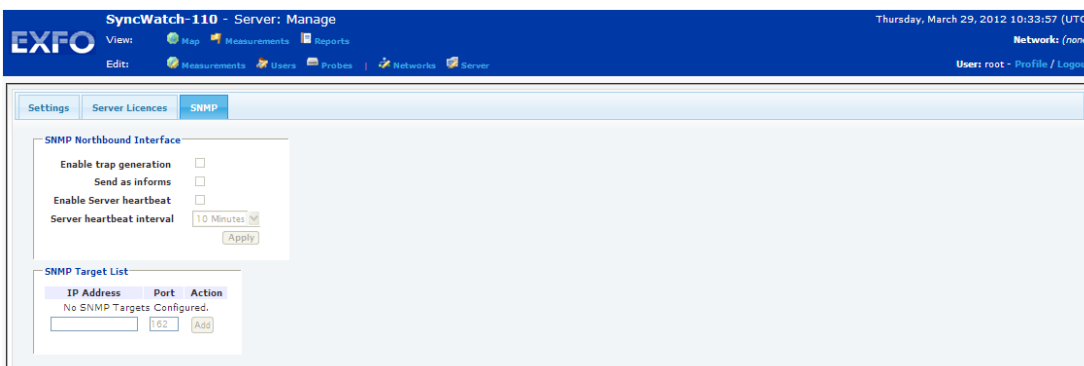 SyncWatch-110 - Server: Manage
Thursday, March 29, 2012 10:33:57 (UTC
EXFO
View: Map Measurements Reports
Network: (none
Edit: Measurements Users Probes | Networks Server
User: root - Profile / Logou
Settings Server Licences SNMP
SNMP Northbound Interface
Enable trap generation
Send as informs
Enable Server heartbeat
Server heartbeat interval 10 Minutes
Apply
SNMP Target List
IP Address Port Action
No SNMP Targets Configured.
162 Add